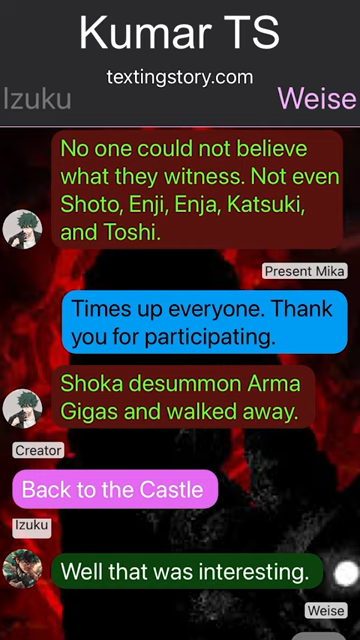 Kumar TS
textingstory.com
Izuku
Weise
No one could not believe
what they witness. Not even
Shoto, Enji, Enja, Katsuki,
and Toshi.
Present Mika
Times up everyone. Thank
you for participating.
Shoka desummon Arma
Gigas and walked away.
Creator
Back to the Castle
Izuku
Well that was interesting.
Weise